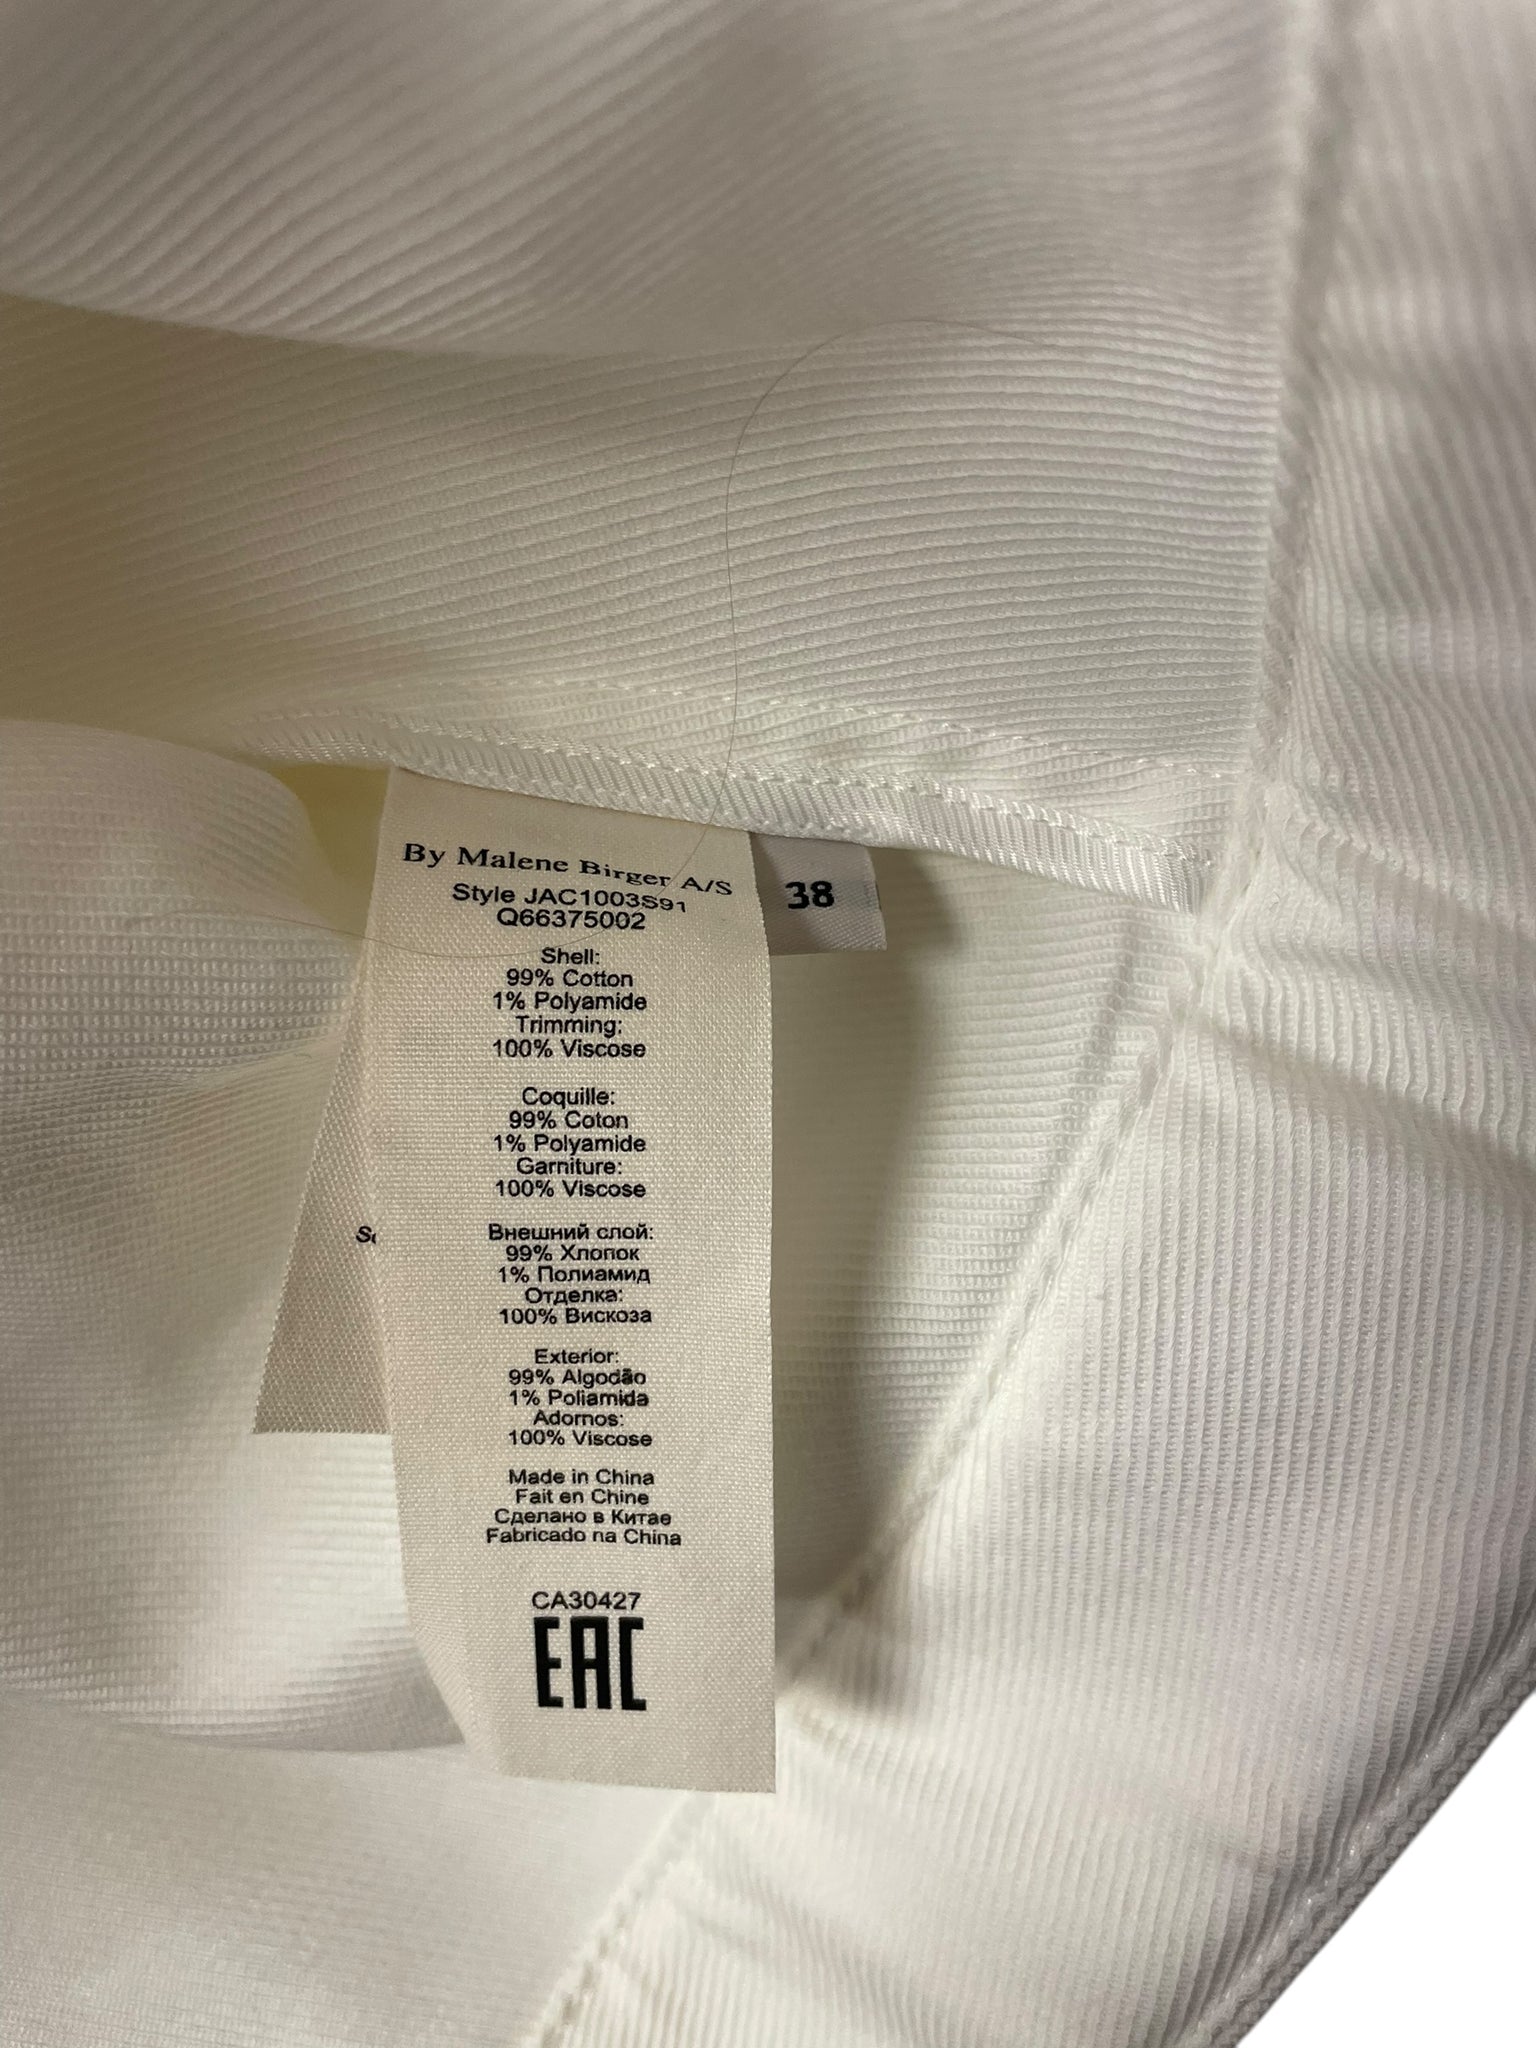 By Malene Birger A/S
Style JAC1003S91
Q66375002
38
Shell:
99% Cotton
1% Polyamide
Trimming:
100% Viscose
Coquille:
99% Coton
1% Polyamide
Garniture:
100% Viscose
Внешний слой:
99% Хлопок
1% Полиамид
Отделка:
100% Вискоза
Exterior:
99% Algodão
1% Poliamida
Adornos:
100% Viscose
Made in China
Fait en Chine
Сделано в Китае
Fabricado na China
CA30427
EAC